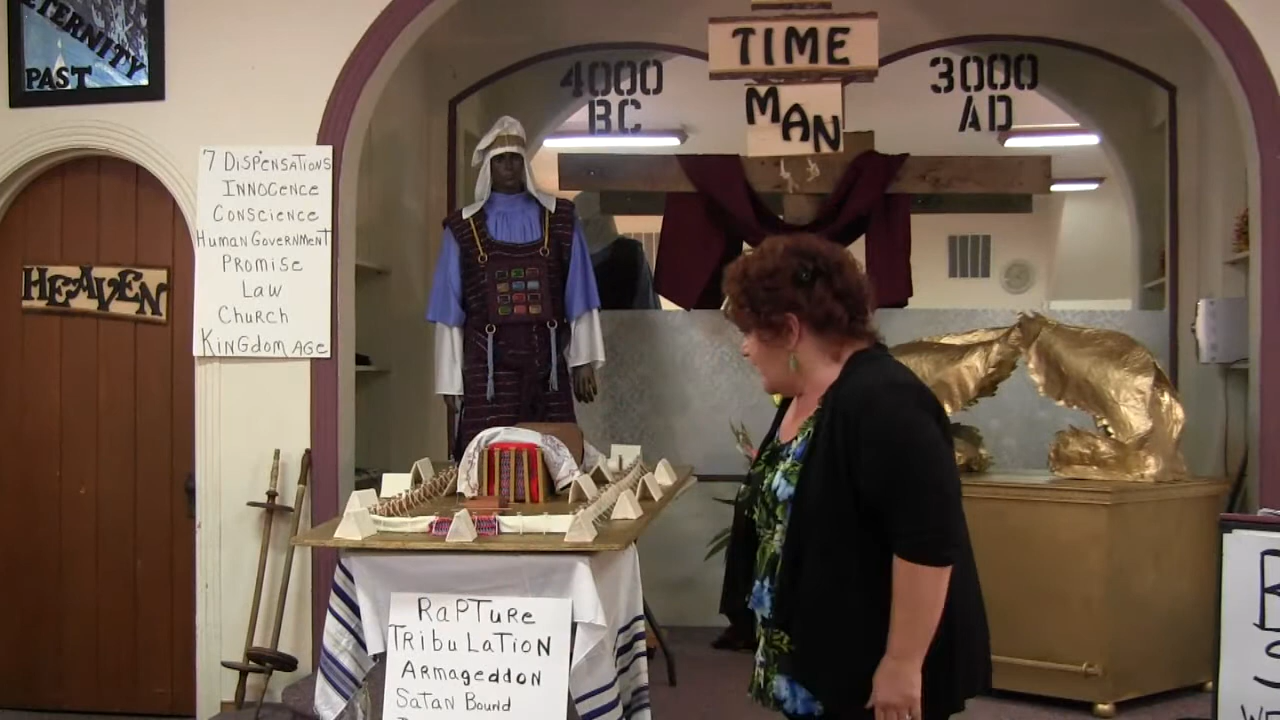 ETERNITY
PAST
HEAVEN
7 DISPENSATIONS
INNOCENCE
CONSCIENCE
HUMAN GOVERNMENT
PROMISE
LAW
CHURCH
KINGDOM AGE
4000
BC
TIME
MAN
3000
AD
RAPTURE
TRIBULATION
ARMAGEDDON
SATAN BOUND